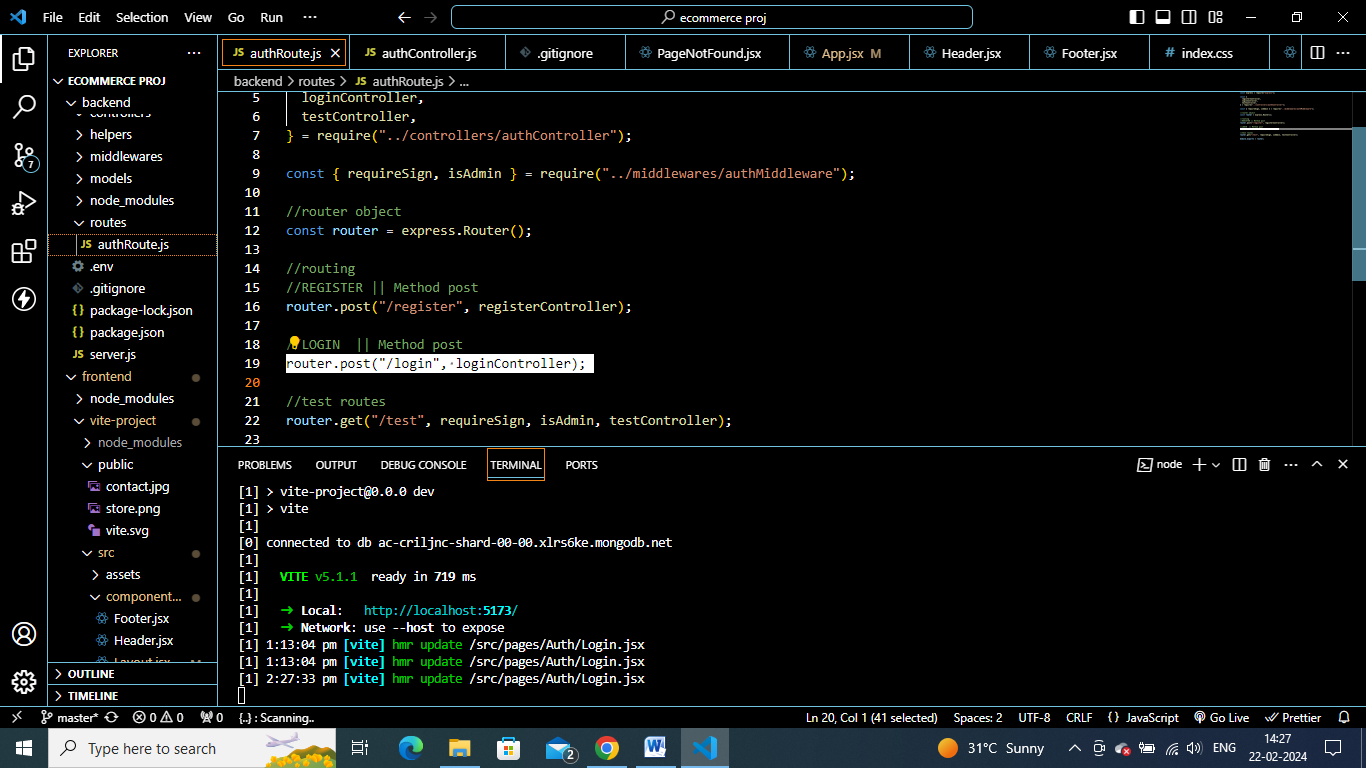 File Edit Selection View Go Run ···
ecommerce proj
EXPLORER ···
ECOMMERCE PROJ
backend
controllers
helpers
middlewares
models
node_modules
routes
JS authRoute.js
.env
.gitignore
{} package-lock.json
{} package.json
JS server.js
frontend
node_modules
vite-project
node_modules
public
contact.jpg
store.png
vite.svg
src
assets
component...
Footer.jsx
Header.jsx
Layout.jsx M
OUTLINE
TIMELINE
7
JS authRoute.js
JS authController.js
.gitignore
PageNotFound.jsx
App.jsx M
Header.jsx
Footer.jsx
# index.css
backend > routes > JS authRoute.js > ...
5 loginController,
6 testController,
7 } = require("../controllers/authController");
8
9 const { requireSign, isAdmin } = require("../middlewares/authMiddleware");
10
11 //router object
12 const router = express.Router();
13
14 //routing
15 //REGISTER || Method post
16 router.post("/register", registerController);
17
18 /LOGIN || Method post
19 router.post("/login",·loginController);
20
21 //test routes
22 router.get("/test", requireSign, isAdmin, testController);
23
PROBLEMS OUTPUT DEBUG CONSOLE TERMINAL PORTS
node
[1] > vite-project@0.0.0 dev
[1] > vite
[1]
[0] connected to db ac-criljnc-shard-00-00.xlrs6ke.mongodb.net
[1]
[1] VITE v5.1.1 ready in 719 ms
[1]
[1] ➜ Local: http://localhost:5173/
[1] ➜ Network: use --host to expose
[1] 1:13:04 pm [vite] hmr update /src/pages/Auth/Login.jsx
[1] 1:13:04 pm [vite] hmr update /src/pages/Auth/Login.jsx
[1] 2:27:33 pm [vite] hmr update /src/pages/Auth/Login.jsx
master* 0 0 0 {..} : Scanning..
Ln 20, Col 1 (41 selected) Spaces: 2 UTF-8 CRLF {} JavaScript Go Live Prettier
Type here to search
2
31°C Sunny
ENG
14:27
22-02-2024